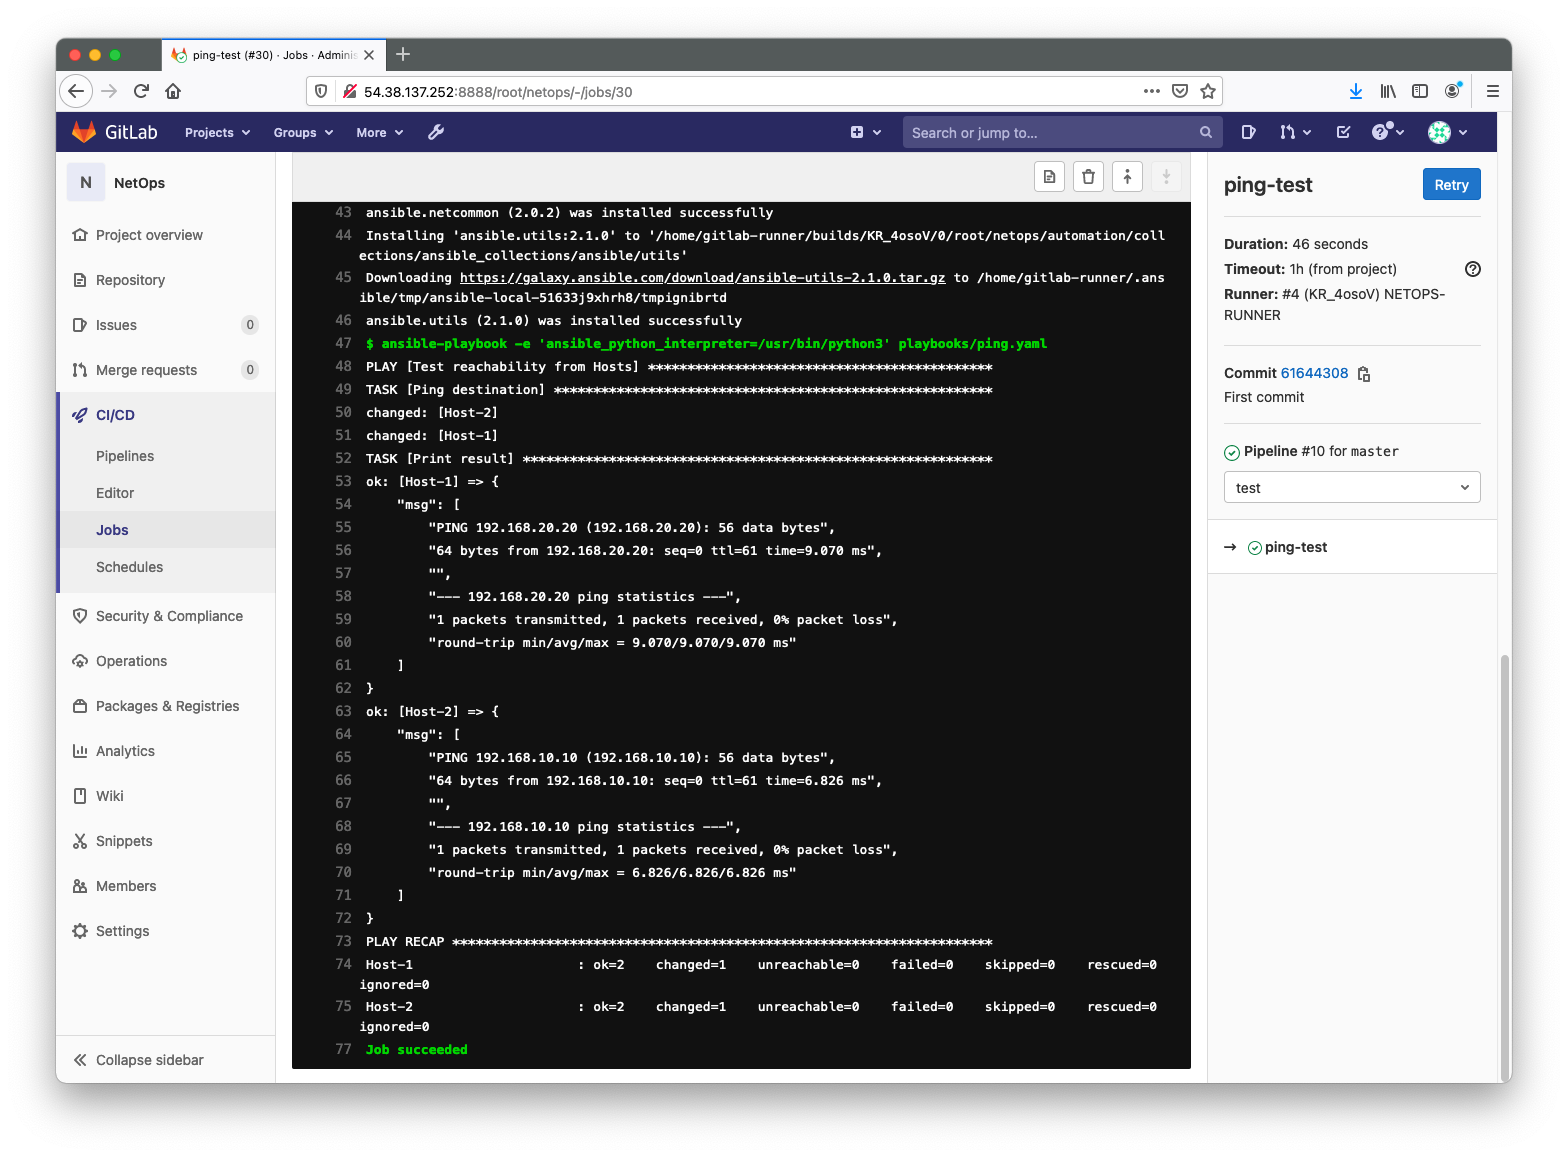 ping-test (#30) · Jobs · Adminis
54.38.137.252:8888/root/netops/-/jobs/30
GitLab
Projects
Groups
More
Search or jump to...
N
NetOps
Project overview
Repository
Issues 0
Merge requests 0
CI/CD
Pipelines
Editor
Jobs
Schedules
Security & Compliance
Operations
Packages & Registries
Analytics
Wiki
Snippets
Members
Settings
Collapse sidebar
43 ansible.netcommon (2.0.2) was installed successfully
44 Installing 'ansible.utils:2.1.0' to '/home/gitlab-runner/builds/KR_4osoV/0/root/netops/automation/coll
ections/ansible_collections/ansible/utils'
45 Downloading https://galaxy.ansible.com/download/ansible-utils-2.1.0.tar.gz to /home/gitlab-runner/.ans
ible/tmp/ansible-local-51633j9xhrh8/tmpignibrtd
46 ansible.utils (2.1.0) was installed successfully
47 $ ansible-playbook -e 'ansible_python_interpreter=/usr/bin/python3' playbooks/ping.yaml
48 PLAY [Test reachability from Hosts] ********************************************
49 TASK [Ping destination] ********************************************************
50 changed: [Host-2]
51 changed: [Host-1]
52 TASK [Print result] ************************************************************
53 ok: [Host-1] => {
54 "msg": [
55 "PING 192.168.20.20 (192.168.20.20): 56 data bytes",
56 "64 bytes from 192.168.20.20: seq=0 ttl=61 time=9.070 ms",
57 "",
58 "--- 192.168.20.20 ping statistics ---",
59 "1 packets transmitted, 1 packets received, 0% packet loss",
60 "round-trip min/avg/max = 9.070/9.070/9.070 ms"
61 ]
62 }
63 ok: [Host-2] => {
64 "msg": [
65 "PING 192.168.10.10 (192.168.10.10): 56 data bytes",
66 "64 bytes from 192.168.10.10: seq=0 ttl=61 time=6.826 ms",
67 "",
68 "--- 192.168.10.10 ping statistics ---",
69 "1 packets transmitted, 1 packets received, 0% packet loss",
70 "round-trip min/avg/max = 6.826/6.826/6.826 ms"
71 ]
72 }
73 PLAY RECAP *********************************************************************
74 Host-1 : ok=2 changed=1 unreachable=0 failed=0 skipped=0 rescued=0
ignored=0
75 Host-2 : ok=2 changed=1 unreachable=0 failed=0 skipped=0 rescued=0
ignored=0
77 Job succeeded
ping-test
Retry
Duration: 46 seconds
Timeout: 1h (from project)
Runner: #4 (KR_4osoV) NETOPS-
RUNNER
Commit 61644308
First commit
Pipeline #10 for master
test
ping-test